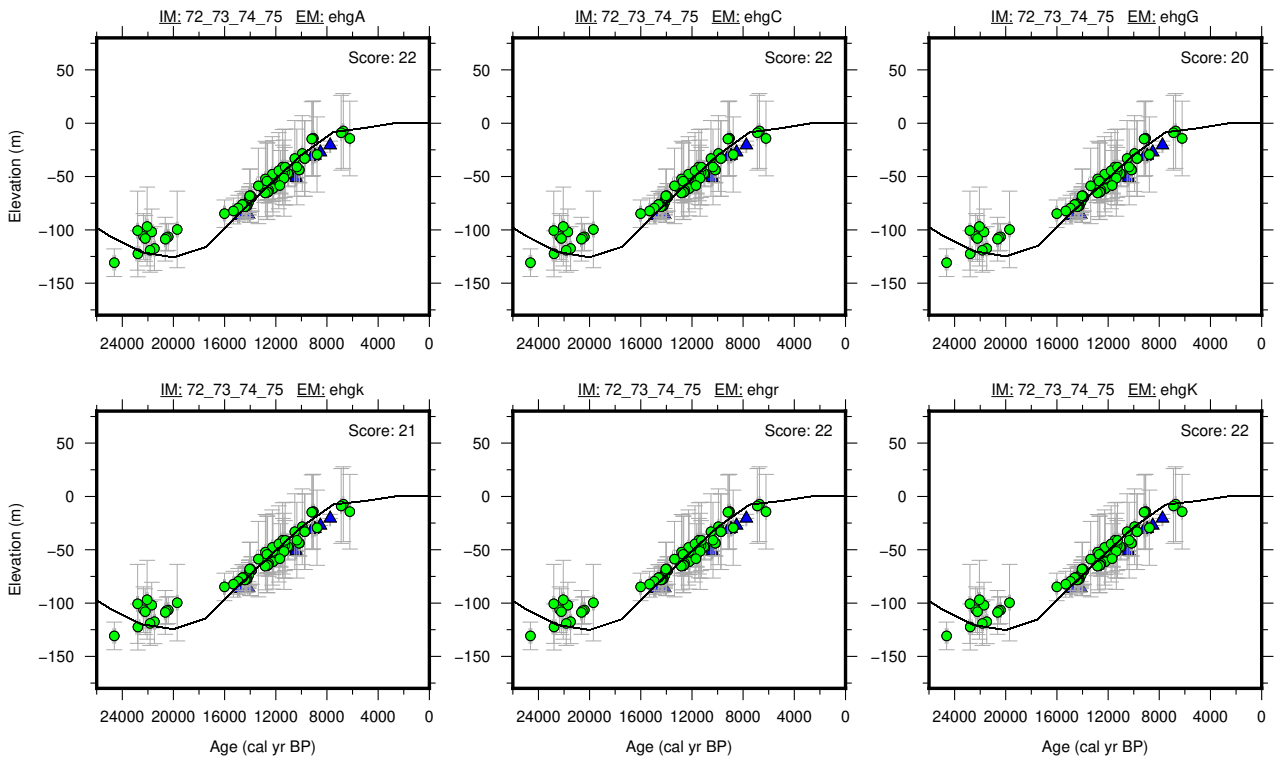 IM: 72_73_74_75 EM: ehgA
IM: 72_73_74_75 EM: ehgC
IM: 72_73_74_75 EM: ehgG
Score: 22
Score: 22
Score: 20
Elevation (m)
50 50 50
0 0 0
−50 −50 −50
−100 −100 −100
−150 −150 −150
24000 20000 16000 12000 8000 4000 0
24000 20000 16000 12000 8000 4000 0
24000 20000 16000 12000 8000 4000 0
IM: 72_73_74_75 EM: ehgk
IM: 72_73_74_75 EM: ehgr
IM: 72_73_74_75 EM: ehgK
Score: 21
Score: 22
Score: 22
Elevation (m)
50 50 50
0 0 0
−50 −50 −50
−100 −100 −100
−150 −150 −150
24000 20000 16000 12000 8000 4000 0
24000 20000 16000 12000 8000 4000 0
24000 20000 16000 12000 8000 4000 0
Age (cal yr BP)
Age (cal yr BP)
Age (cal yr BP)